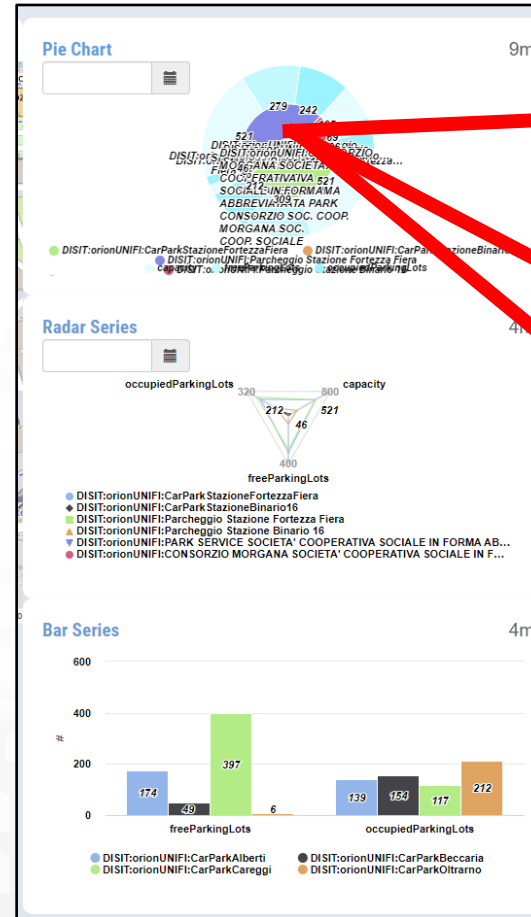 Pie Chart
9m
279
242
521
69
DISIT:orionUNIFI:CONSORZIO
MORGANA SOCIETA'
COOPERATIVA
521
212
SOCIALE IN FORMA
309
ABBREVIATA PARK
CONSORZIO SOC. COOP.
MORGANA SOC.
COOP. SOCIALE
DISIT:orionUNIFI:CarParkStazioneFortezzaFiera
DISIT:orionUNIFI:Parcheggio Stazione Fortezza Fiera
capacity
freeParkingLots
occupiedParkingLots
Radar Series
4m
occupiedParkingLots
320
800
capacity
212
521
46
400
freeParkingLots
DISIT:orionUNIFI:CarParkStazioneFortezzaFiera
DISIT:orionUNIFI:CarParkStazioneBinario16
DISIT:orionUNIFI:Parcheggio Stazione Fortezza Fiera
DISIT:orionUNIFI:Parcheggio Stazione Binario 16
DISIT:orionUNIFI:PARK SERVICE SOCIETA' COOPERATIVA SOCIALE IN FORMA AB...
DISIT:orionUNIFI:CONSORZIO MORGANA SOCIETA' COOPERATIVA SOCIALE IN F...
Bar Series
4m
600
400
#
397
200
174
49
6
139
154
117
212
0
freeParkingLots
occupiedParkingLots
DISIT:orionUNIFI:CarParkAlberti
DISIT:orionUNIFI:CarParkBeccaria
DISIT:orionUNIFI:CarParkCareggi
DISIT:orionUNIFI:CarParkOltrarno